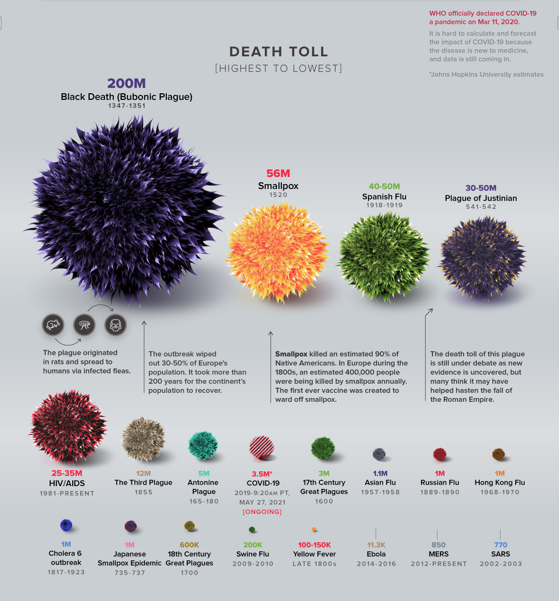 WHO officially declared COVID-19
a pandemic on Mar 11, 2020.
It is hard to calculate and forecast
the impact of COVID-19 because
the disease is new to medicine,
and data is still coming in.
*Johns Hopkins University estimates
DEATH TOLL
[HIGHEST TO LOWEST]
200M
Black Death (Bubonic Plague)
1347-1351
56M
Smallpox
1520
40-50M
Spanish Flu
1918-1919
30-50M
Plague of Justinian
541-542
The plague originated
in rats and spread to
humans via infected fleas.
The outbreak wiped
out 30-50% of Europe's
population. It took more than
200 years for the continent's
population to recover.
Smallpox killed an estimated 90% of
Native Americans. In Europe during the
1800s, an estimated 400,000 people
were being killed by smallpox annually.
The first ever vaccine was created to
ward off smallpox.
The death toll of this plague
is still under debate as new
evidence is uncovered, but
many think it may have
helped hasten the fall of
the Roman Empire.
25-35M
HIV/AIDS
1981-PRESENT
12M
The Third Plague
1855
5M
Antonine
Plague
165-180
3.5M*
COVID-19
2019-9:20AM PT,
MAY 27, 2021
[ONGOING]
3M
17th Century
Great Plagues
1600
1.1M
Asian Flu
1957-1958
1M
Russian Flu
1889-1890
1M
Hong Kong Flu
1968-1970
1M
Cholera 6
outbreak
1817-1923
1M
Japanese
Smallpox Epidemic
735-737
600K
18th Century
Great Plagues
1700
200K
Swine Flu
2009-2010
100-150K
Yellow Fever
LATE 1800s
11.3K
Ebola
2014-2016
850
MERS
2012-PRESENT
770
SARS
2002-2003